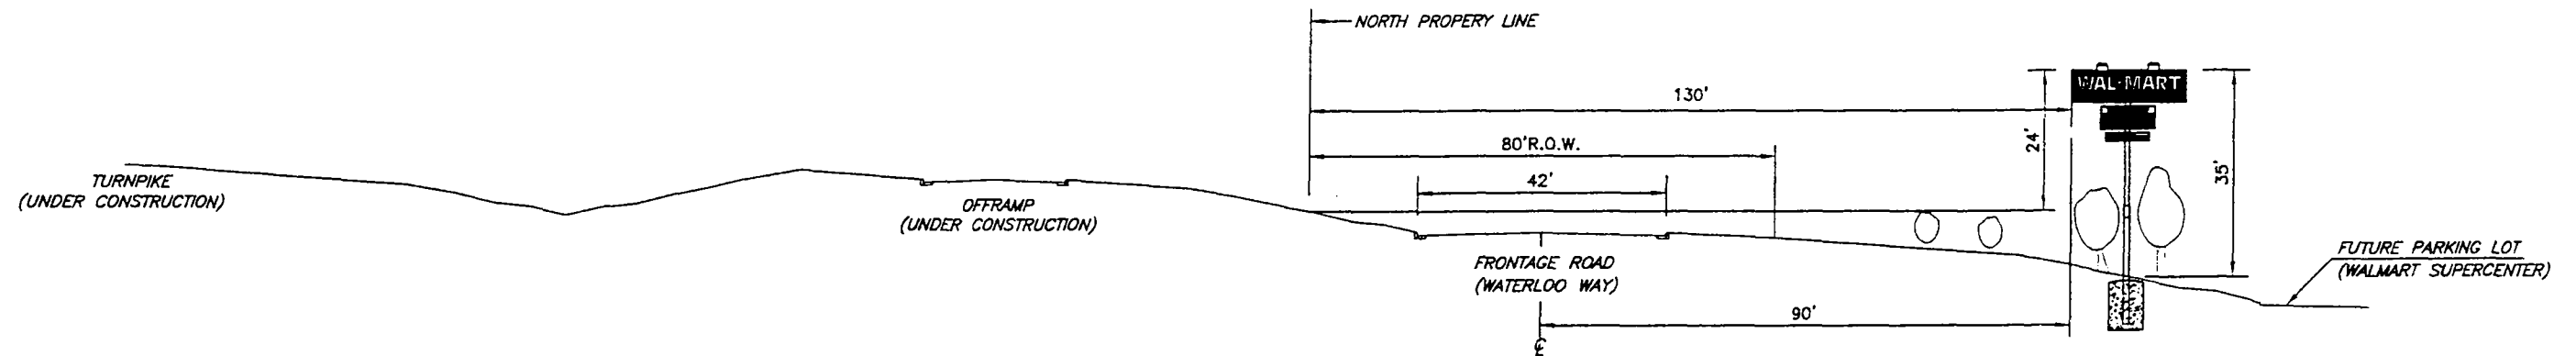 NORTH PROPERY LINE
WAL-MART
130'
24'
80'R.O.W.
35'
42'
TURNPIKE
(UNDER CONSTRUCTION)
OFFRAMP
(UNDER CONSTRUCTION)
FRONTAGE ROAD
(WATERLOO WAY)
FUTURE PARKING LOT
(WALMART SUPERCENTER)
90'
℄